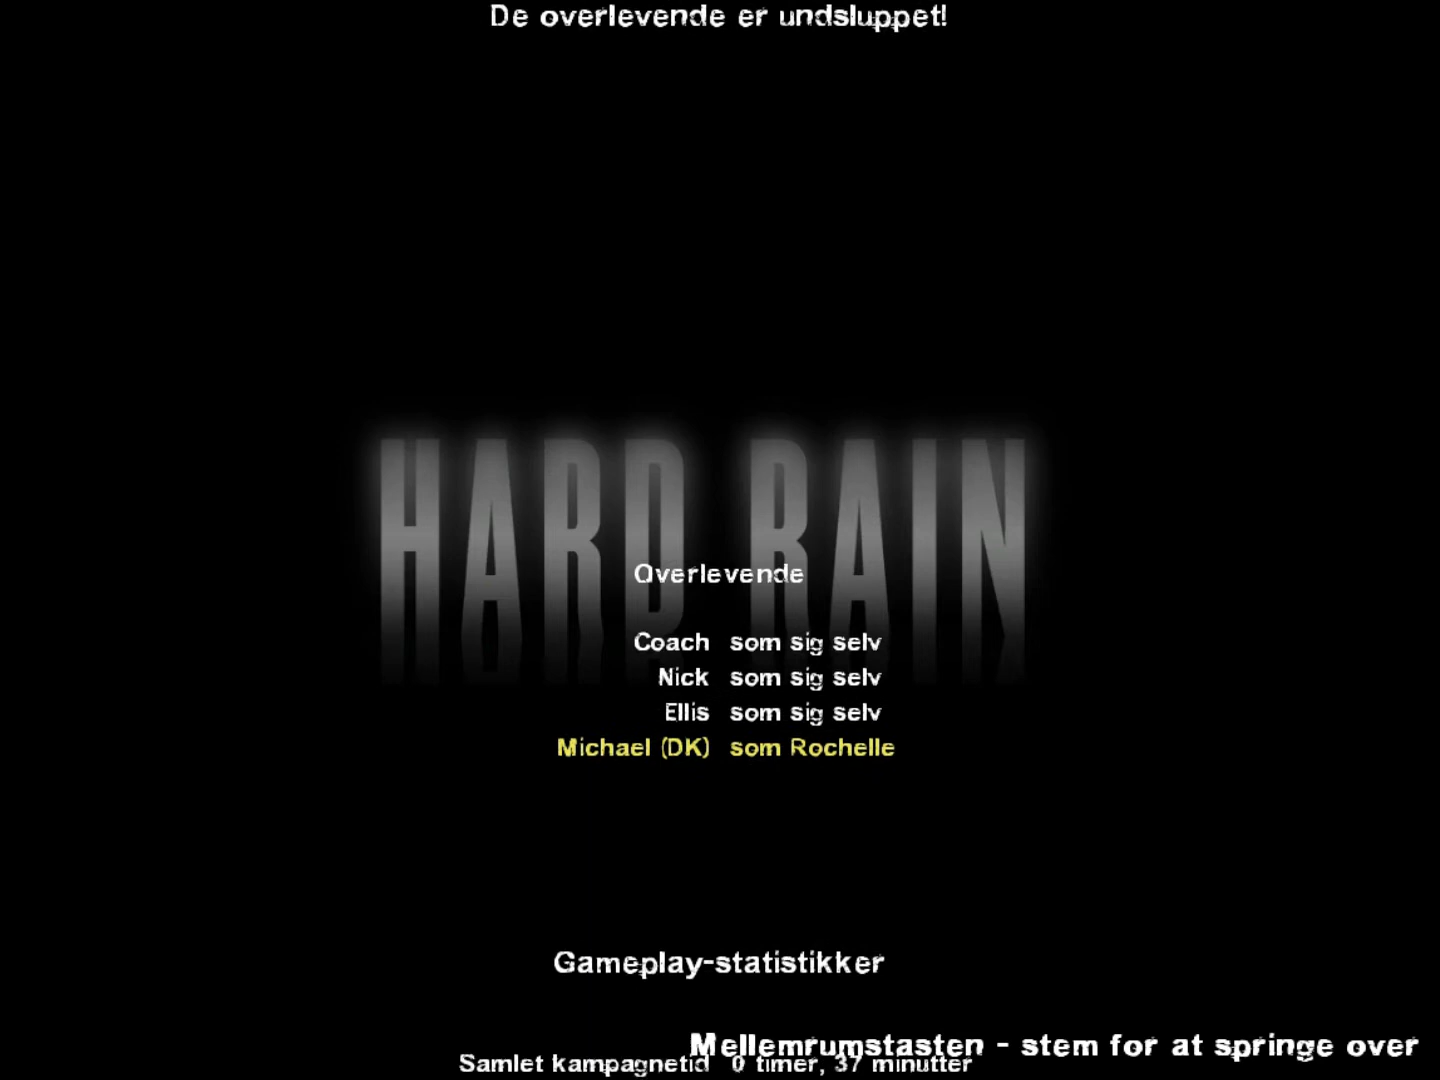 De overlevende er undsluppet!
HARD RAIN
Overlevende
Coach som sig selv
Nick som sig selv
Ellis som sig selv
Michael (DK) som Rochelle
Gameplay-statistikker
Mellemrumstasten - stem for at springe over
Samlet kampagnetid 0 timer, 37 minutter